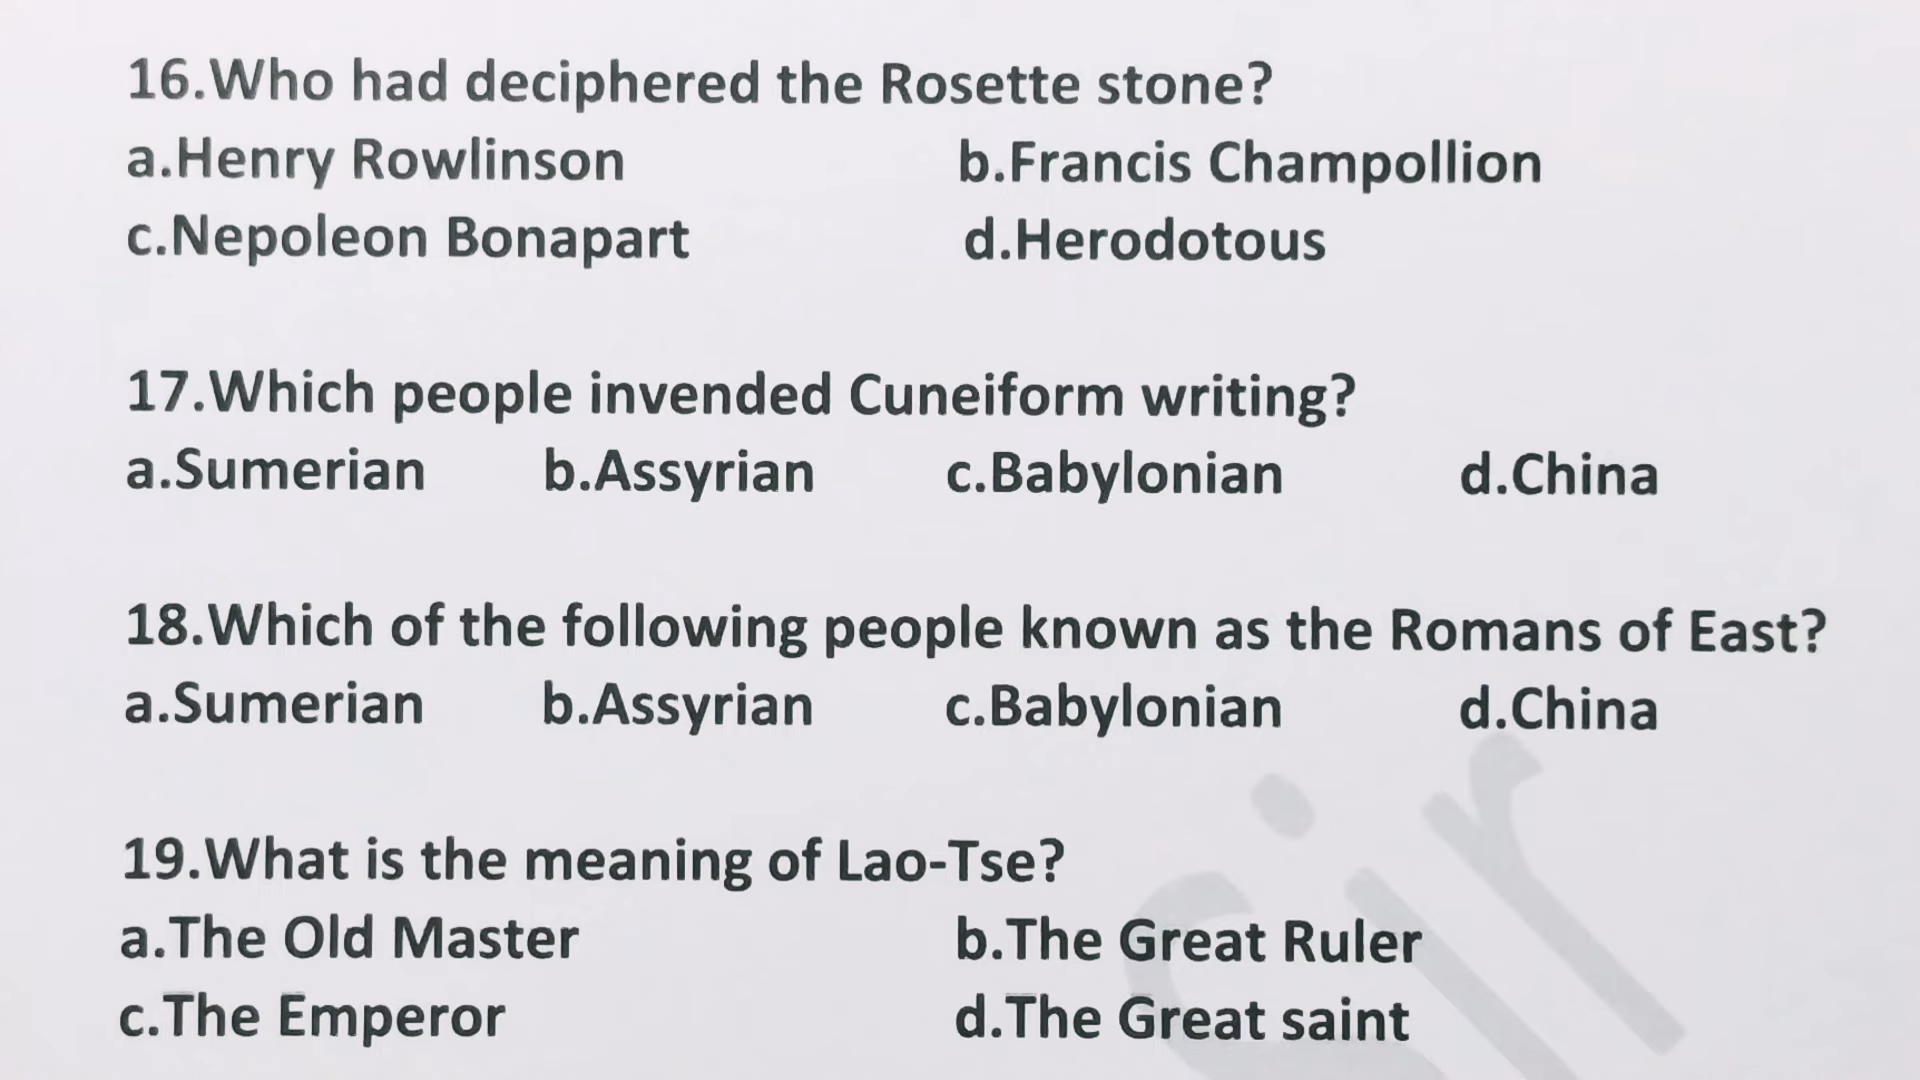 16.Who had deciphered the Rosette stone?
a.Henry Rowlinson b.Francis Champollion
c.Nepoleon Bonapart d.Herodotous
17.Which people invended Cuneiform writing?
a.Sumerian b.Assyrian c.Babylonian d.China
18.Which of the following people known as the Romans of East?
a.Sumerian b.Assyrian c.Babylonian d.China
19.What is the meaning of Lao-Tse?
a.The Old Master b.The Great Ruler
c.The Emperor d.The Great saint
Sir